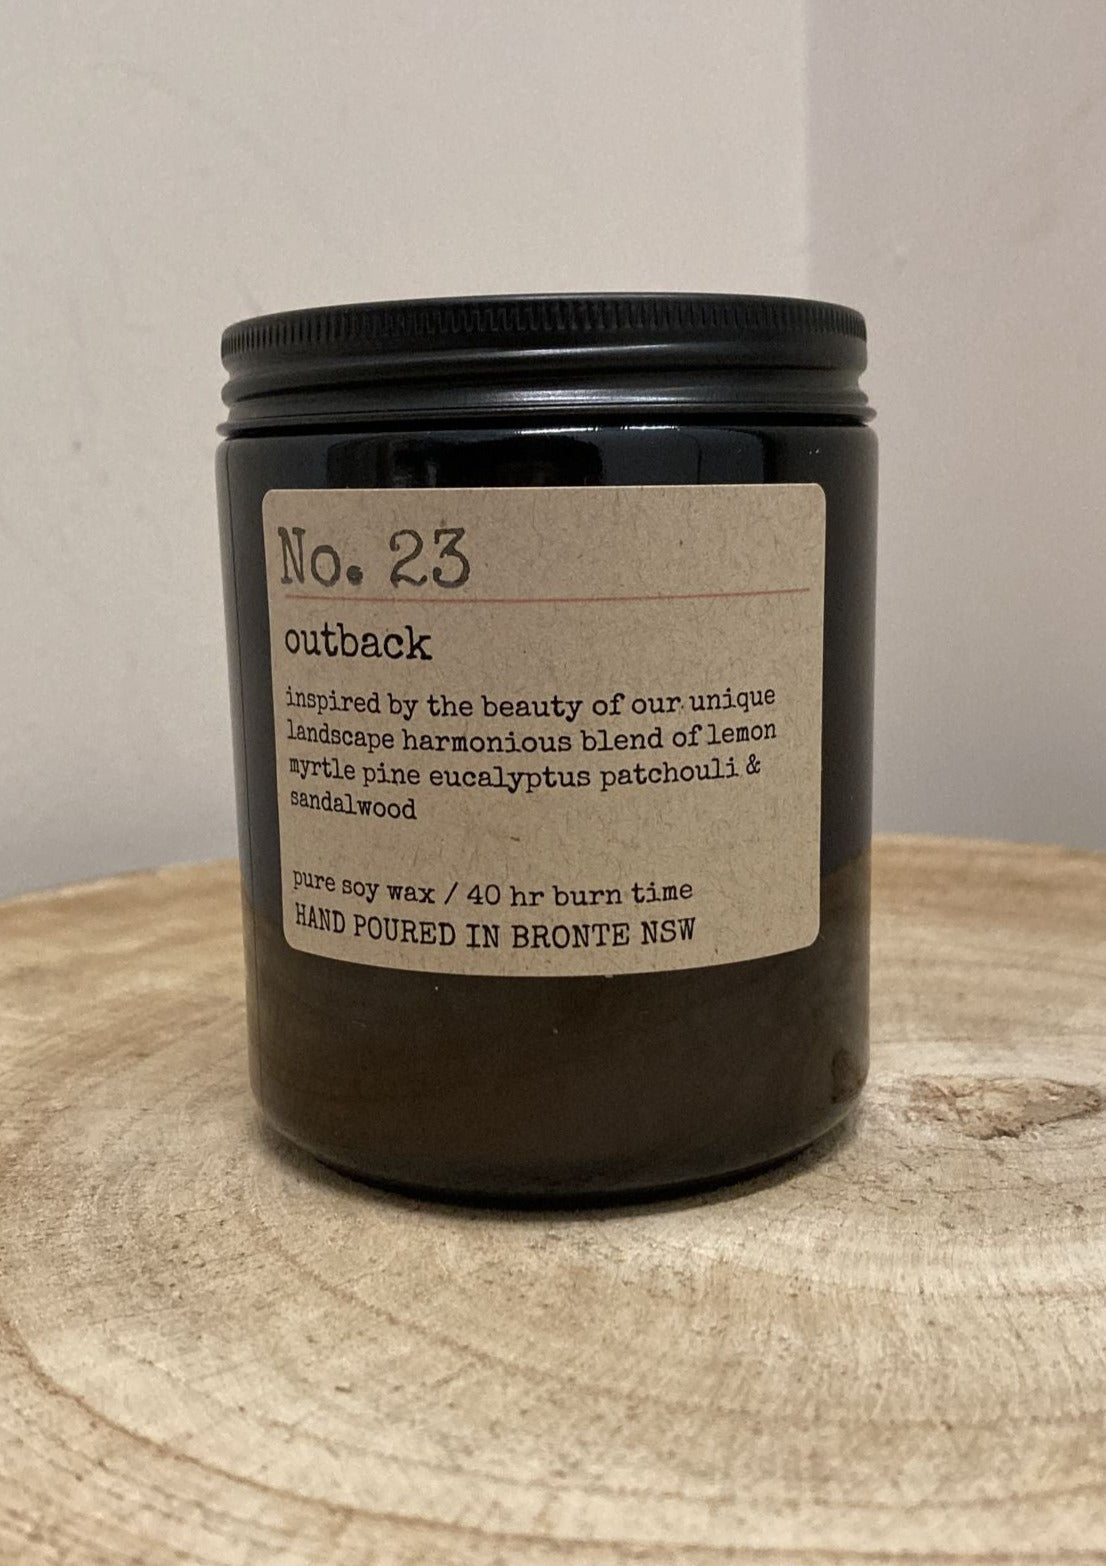 No. 23
outback
inspired by the beauty of our unique
landscape harmonious blend of lemon
myrtle pine eucalyptus patchouli &
sandalwood
pure soy wax / 40 hr burn time
HAND POURED IN BRONTE NSW